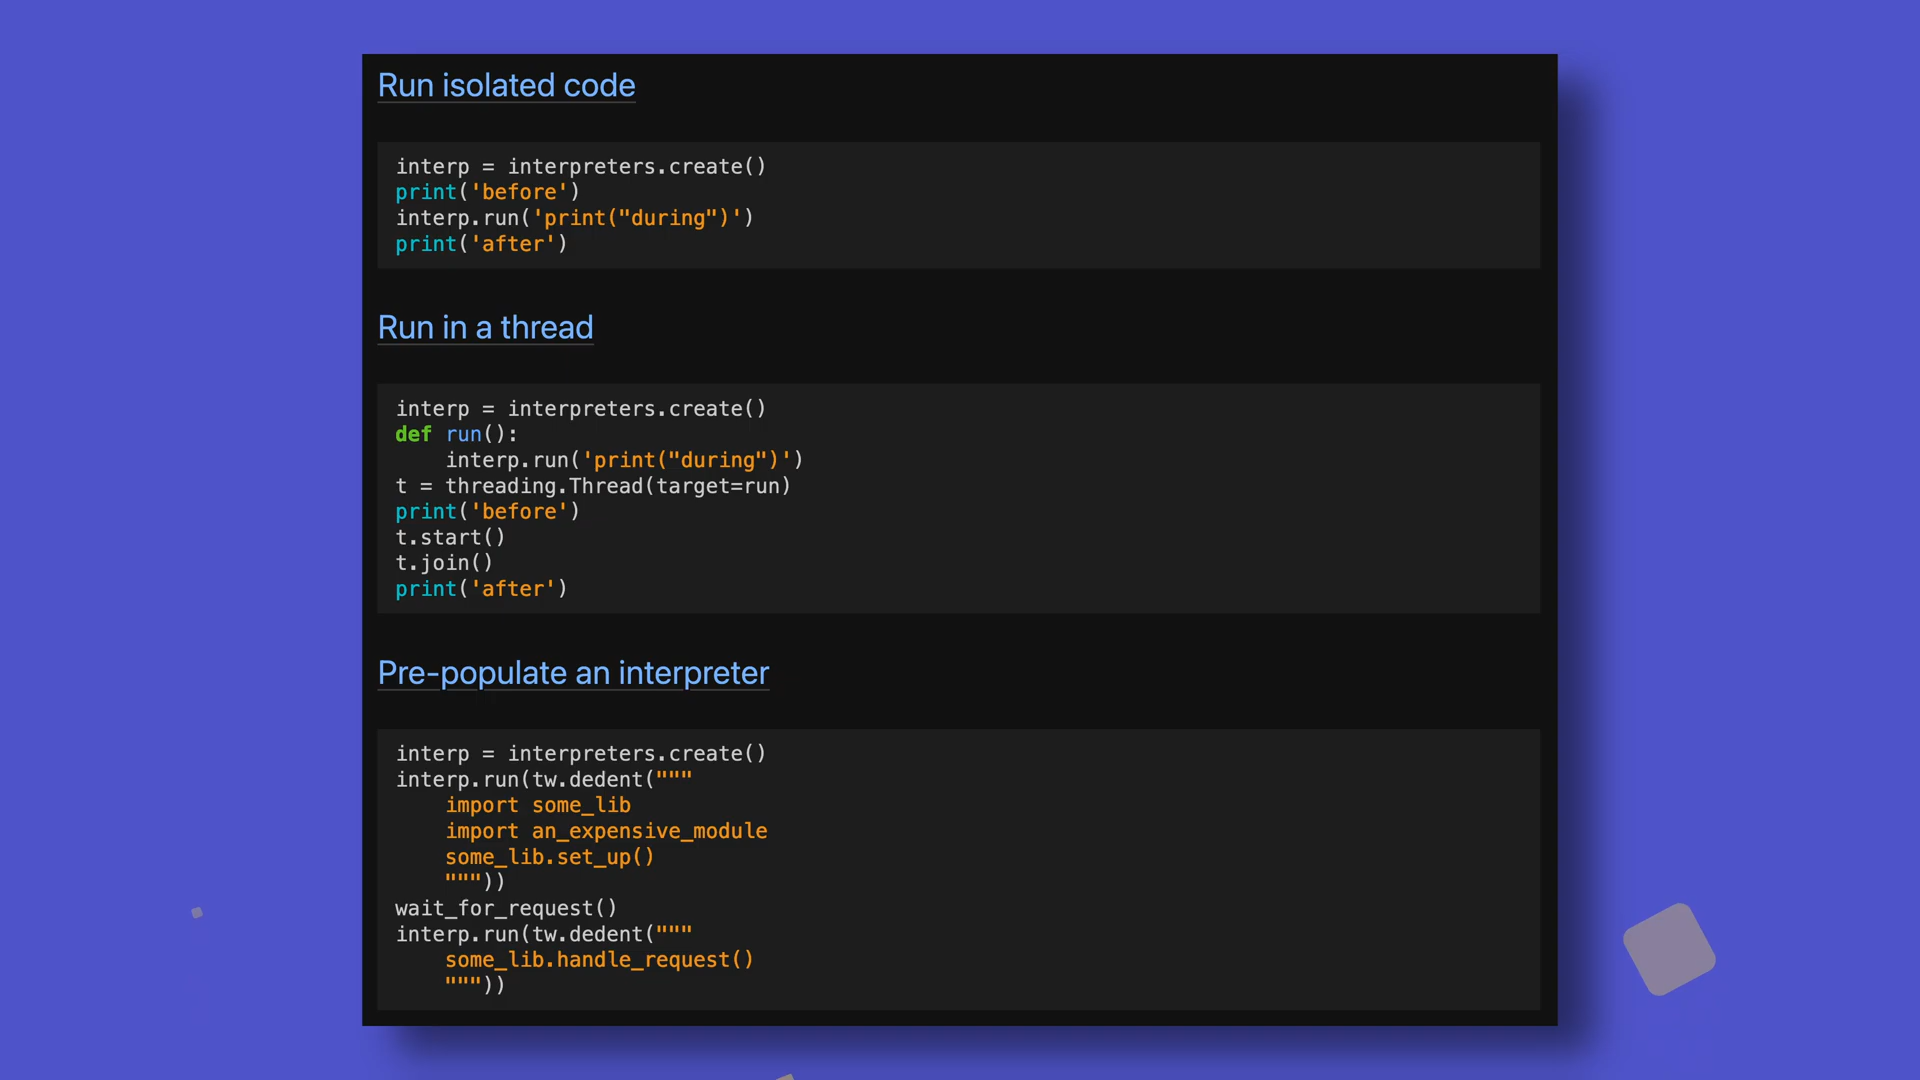 Run isolated code
interp = interpreters.create()
print('before')
interp.run('print("during")')
print('after')
Run in a thread
interp = interpreters.create()
def run():
    interp.run('print("during")')
t = threading.Thread(target=run)
print('before')
t.start()
t.join()
print('after')
Pre-populate an interpreter
interp = interpreters.create()
interp.run(tw.dedent("""
    import some_lib
    import an_expensive_module
    some_lib.set_up()
    """))
wait_for_request()
interp.run(tw.dedent("""
    some_lib.handle_request()
    """))